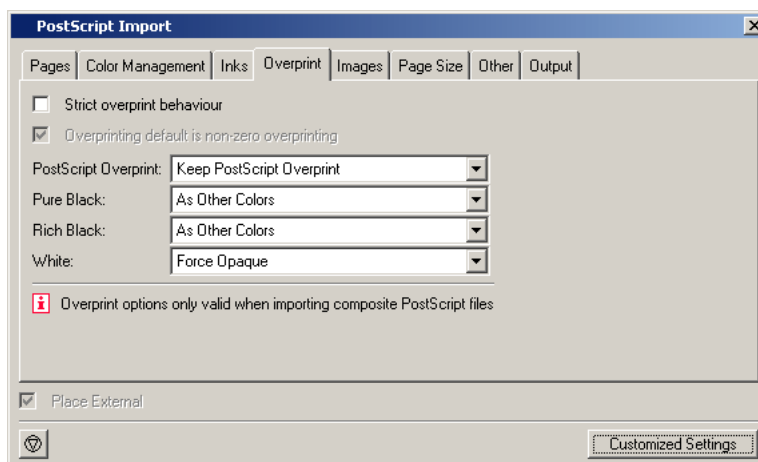 PostScript Import
Pages Color Management Inks Overprint Images Page Size Other Output
Strict overprint behaviour
Overprinting default is non-zero overprinting
PostScript Overprint: Keep PostScript Overprint
Pure Black: As Other Colors
Rich Black: As Other Colors
White: Force Opaque
Overprint options only valid when importing composite PostScript files
Place External
Customized Settings